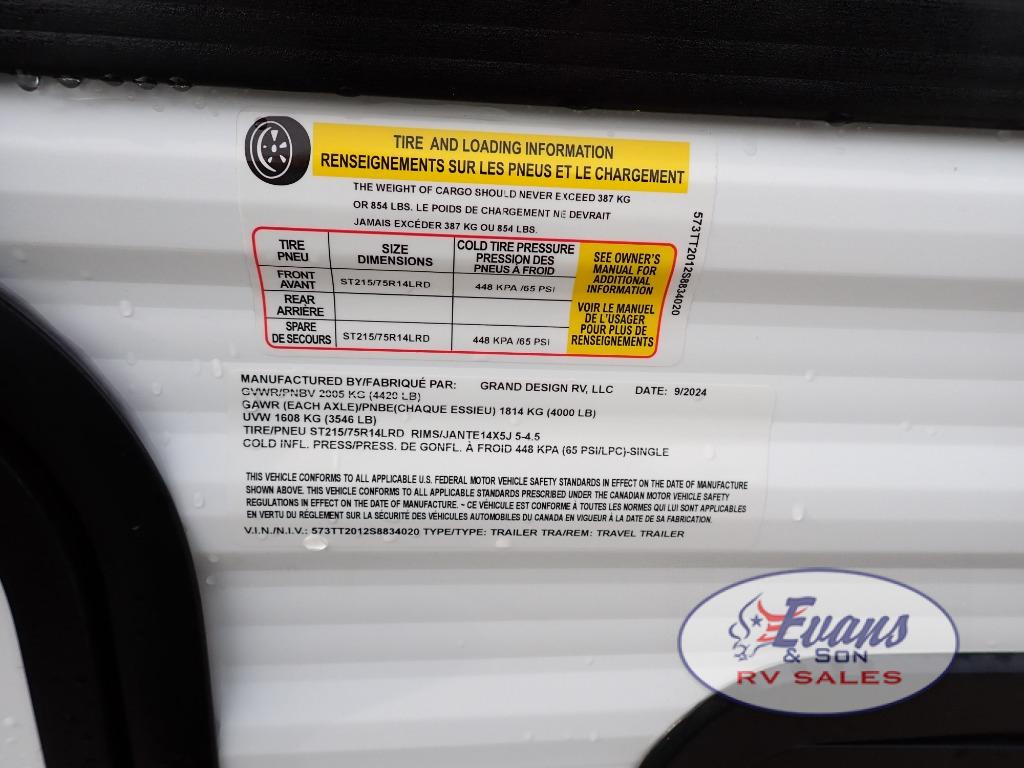 TIRE AND LOADING INFORMATION
RENSEIGNEMENTS SUR LES PNEUS ET LE CHARGEMENT
THE WEIGHT OF CARGO SHOULD NEVER EXCEED 387 KG
OR 854 LBS. LE POIDS DE CHARGEMENT NE DEVRAIT
JAMAIS EXCÉDER 387 KG OU 854 LBS.
TIRE
PNEU
SIZE
DIMENSIONS
COLD TIRE PRESSURE
PRESSION DES
PNEUS À FROID
FRONT
AVANT
ST215/75R14LRD
448 KPA /65 PSI
REAR
ARRIÈRE
SPARE
DE SECOURS
ST215/75R14LRD
448 KPA /65 PSI
SEE OWNER'S
MANUAL FOR
ADDITIONAL
INFORMATION
VOIR LE MANUEL
DE L'USAGER
POUR PLUS DE
RENSEIGNEMENTS
573TT2012S8834020
MANUFACTURED BY/FABRIQUÉ PAR: GRAND DESIGN RV, LLC DATE: 9/2024
GVWR/PNBV 2005 KG (4420 LB)
GAWR (EACH AXLE)/PNBE(CHAQUE ESSIEU) 1814 KG (4000 LB)
UVW 1608 KG (3546 LB)
TIRE/PNEU ST215/75R14LRD RIMS/JANTE14X5J 5-4.5
COLD INFL. PRESS/PRESS. DE GONFL. À FROID 448 KPA (65 PSI/LPC)-SINGLE
THIS VEHICLE CONFORMS TO ALL APPLICABLE U.S. FEDERAL MOTOR VEHICLE SAFETY STANDARDS IN EFFECT ON THE DATE OF MANUFACTURE
SHOWN ABOVE. THIS VEHICLE CONFORMS TO ALL APPLICABLE STANDARDS PRESCRIBED UNDER THE CANADIAN MOTOR VEHICLE SAFETY
REGULATIONS IN EFFECT ON THE DATE OF MANUFACTURE. ~ CE VÉHICULE EST CONFORME À TOUTES LES NORMES QUI LUI SONT APPLICABLES
EN VERTU DU RÈGLEMENT SUR LA SÉCURITÉ DES VÉHICULES AUTOMOBILES DU CANADA EN VIGUEUR À LA DATE DE SA FABRICATION.
V.I.N./N.I.V.: 573TT2012S8834020 TYPE/TYPE: TRAILER TRA/REM: TRAVEL TRAILER
Evans
& SON
RV SALES